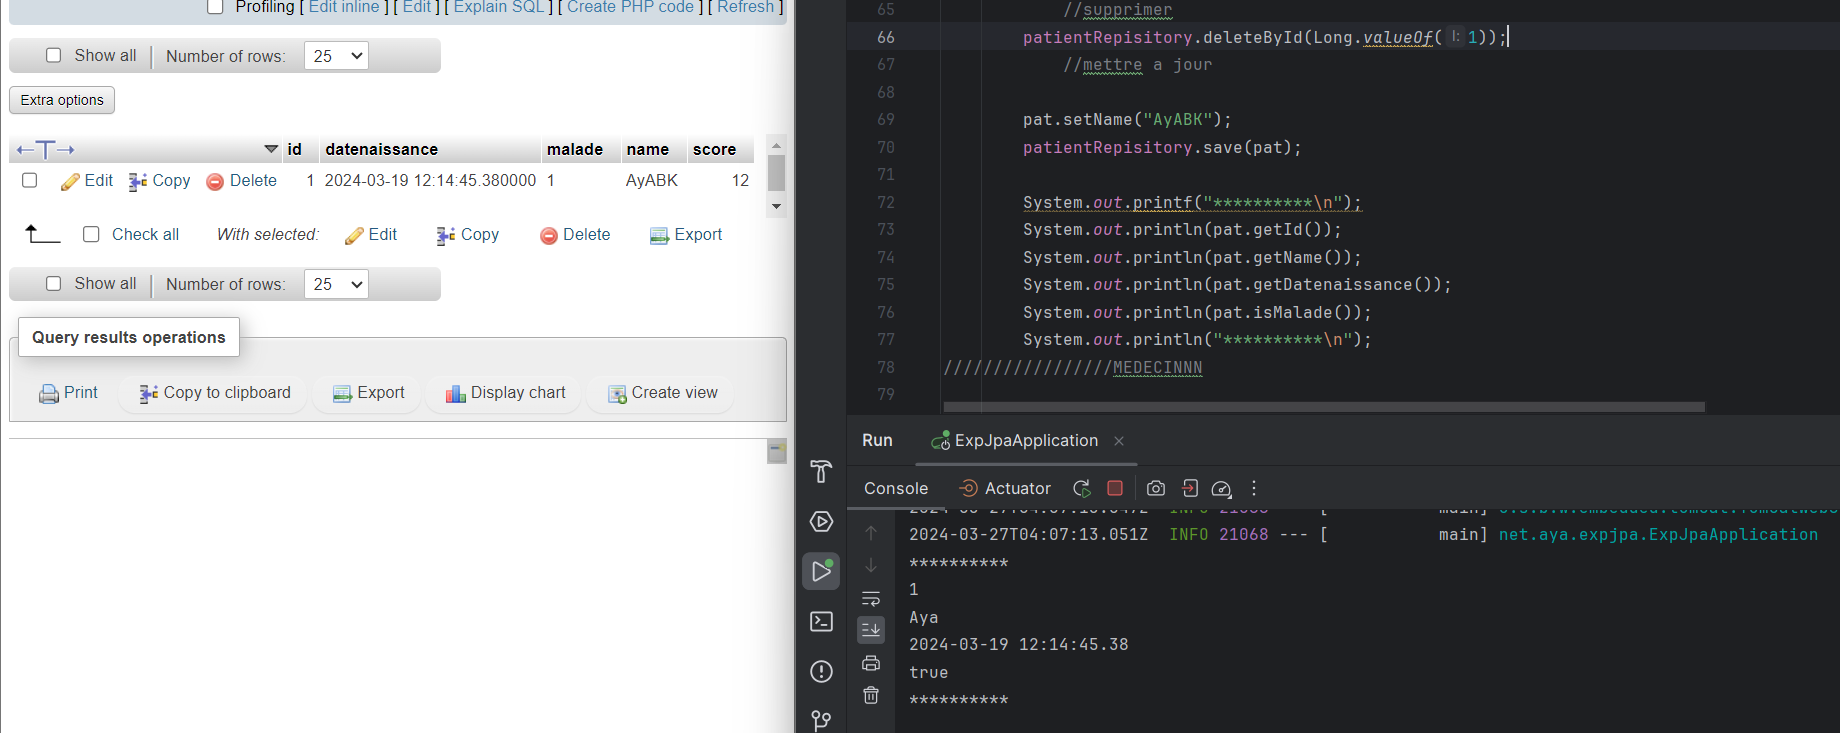 Profiling [ Edit inline ] [ Edit ] [ Explain SQL ] [ Create PHP code ] [ Refresh ]
Show all Number of rows: 25
Extra options
id datenaissance malade name score
Edit Copy Delete 1 2024-03-19 12:14:45.380000 1 AyABK 12
Check all With selected: Edit Copy Delete Export
Show all Number of rows: 25
Query results operations
Print Copy to clipboard Export Display chart Create view
65 //supprimer
66 patientRepisitory.deleteById(Long.valueOf( l: 1));
67 //mettre a jour
68
69 pat.setName("AyABK");
70 patientRepisitory.save(pat);
71
72 System.out.printf("**********\n");
73 System.out.println(pat.getId());
74 System.out.println(pat.getName());
75 System.out.println(pat.getDatenaissance());
76 System.out.println(pat.isMalade());
77 System.out.println("**********\n");
78 /////////////////MEDECINNN
79
Run ExpJpaApplication
Console Actuator
2024-03-27T04:07:13.051Z INFO 21068 --- [ main] net.aya.expjpa.ExpJpaApplication
**********
1
Aya
2024-03-19 12:14:45.38
true
**********